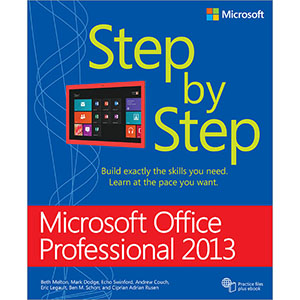 Microsoft
Step
by
Step
Build exactly the skills you need.
Learn at the pace you want.
Microsoft Office
Professional 2013
Beth Melton, Mark Dodge, Echo Swinford, Andrew Couch,
Eric Legault, Ben M. Schorr, and Ciprian Adrian Rusen
Practice files
plus ebook